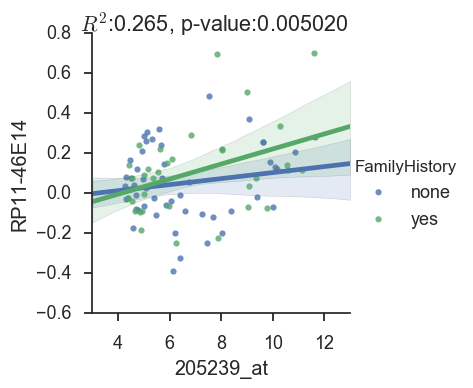 R²:0.265, p-value:0.005020
0.8
0.6
0.4
0.2
0.0
−0.2
−0.4
−0.6
RP11-46E14
4 6 8 10 12
205239_at
FamilyHistory
none
yes